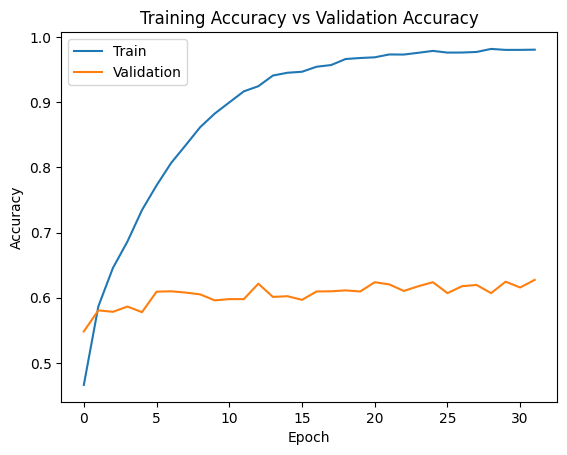 Training Accuracy vs Validation Accuracy
Train
Validation
1.0
0.9
0.8
0.7
0.6
0.5
Accuracy
0 5 10 15 20 25 30
Epoch